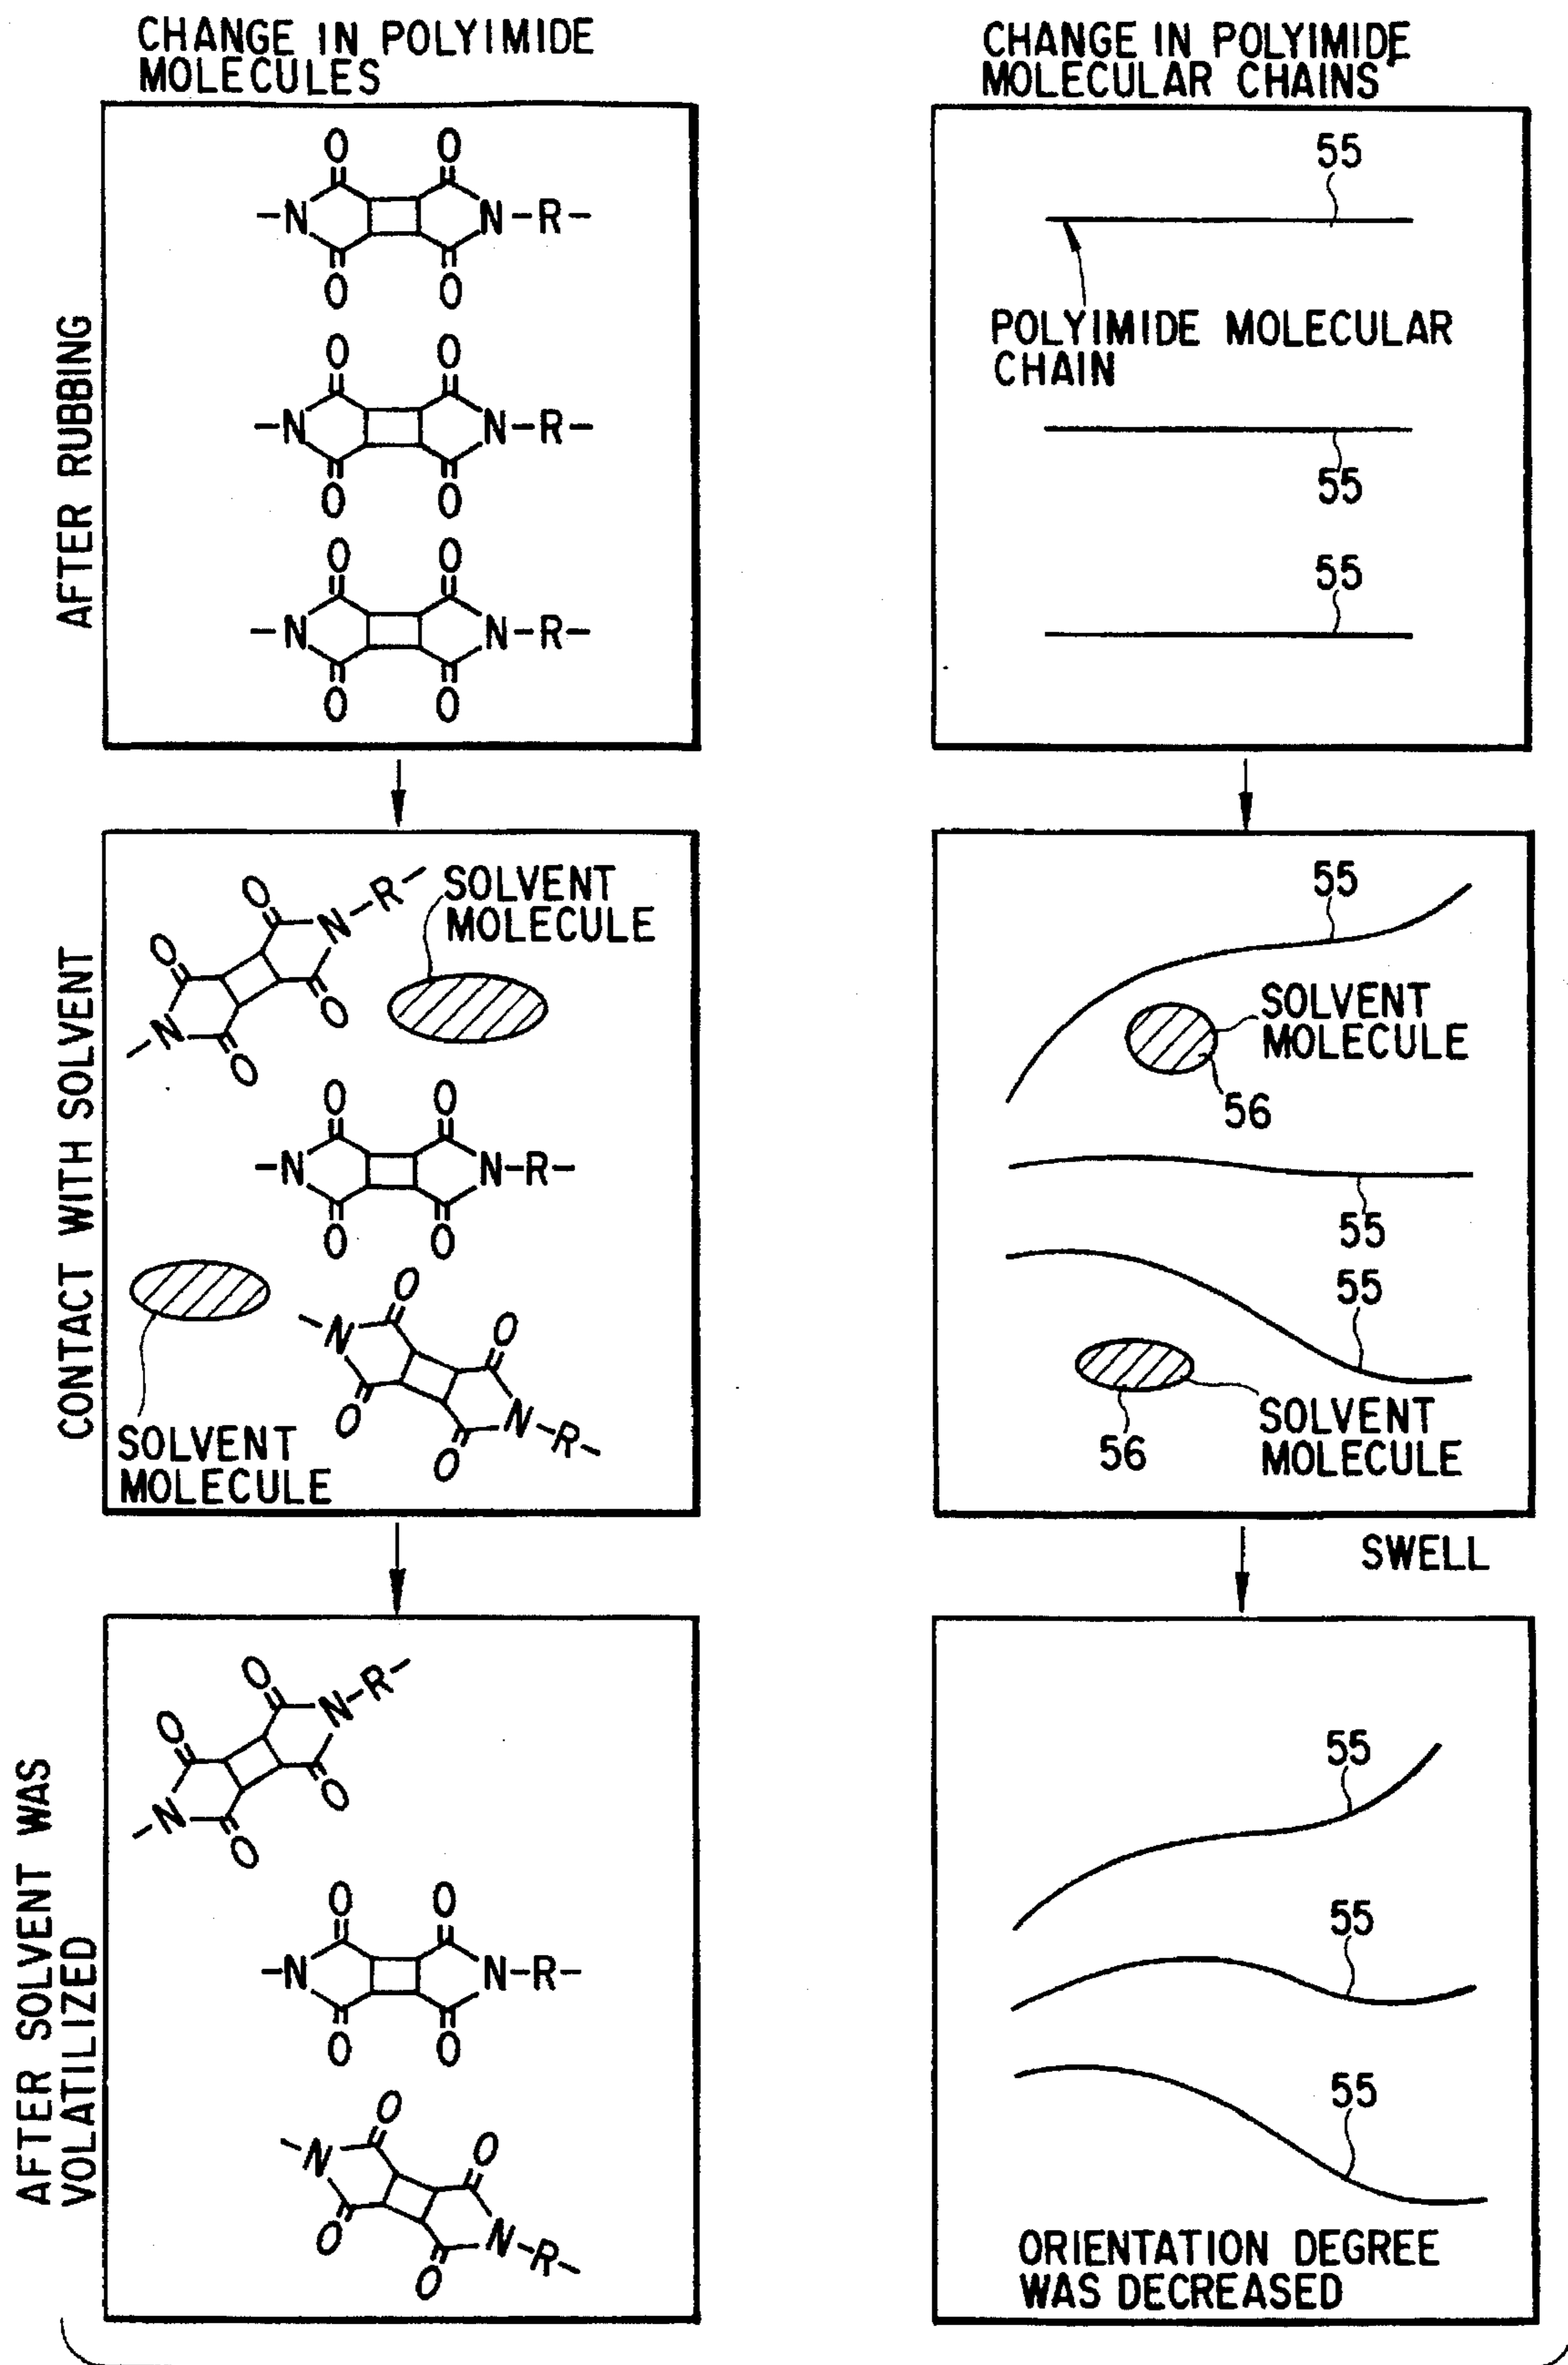 CHANGE IN POLYIMIDE
MOLECULES
CHANGE IN POLYIMIDE
MOLECULAR CHAINS
AFTER RUBBING
O O
-N N-R-
O O
O O
-N N-R-
O O
O O
-N N-R-
O O
55
POLYIMIDE MOLECULAR
CHAIN
55
55
CONTACT WITH SOLVENT
O O N-R-
O
-N O
O
SOLVENT
MOLECULE
O O
-N N-R-
O O
O
-N O
O N-R-
O
SOLVENT
MOLECULE
55
SOLVENT
MOLECULE
56
55
55
56
SOLVENT
MOLECULE
SWELL
AFTER SOLVENT WAS
VOLATILIZED
O O N-R-
O
-N O
O
O O
-N N-R-
O O
O
-N O
O N-R-
O
55
55
55
ORIENTATION DEGREE
WAS DECREASED